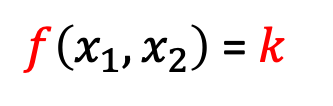 f(x₁, x₂) = k